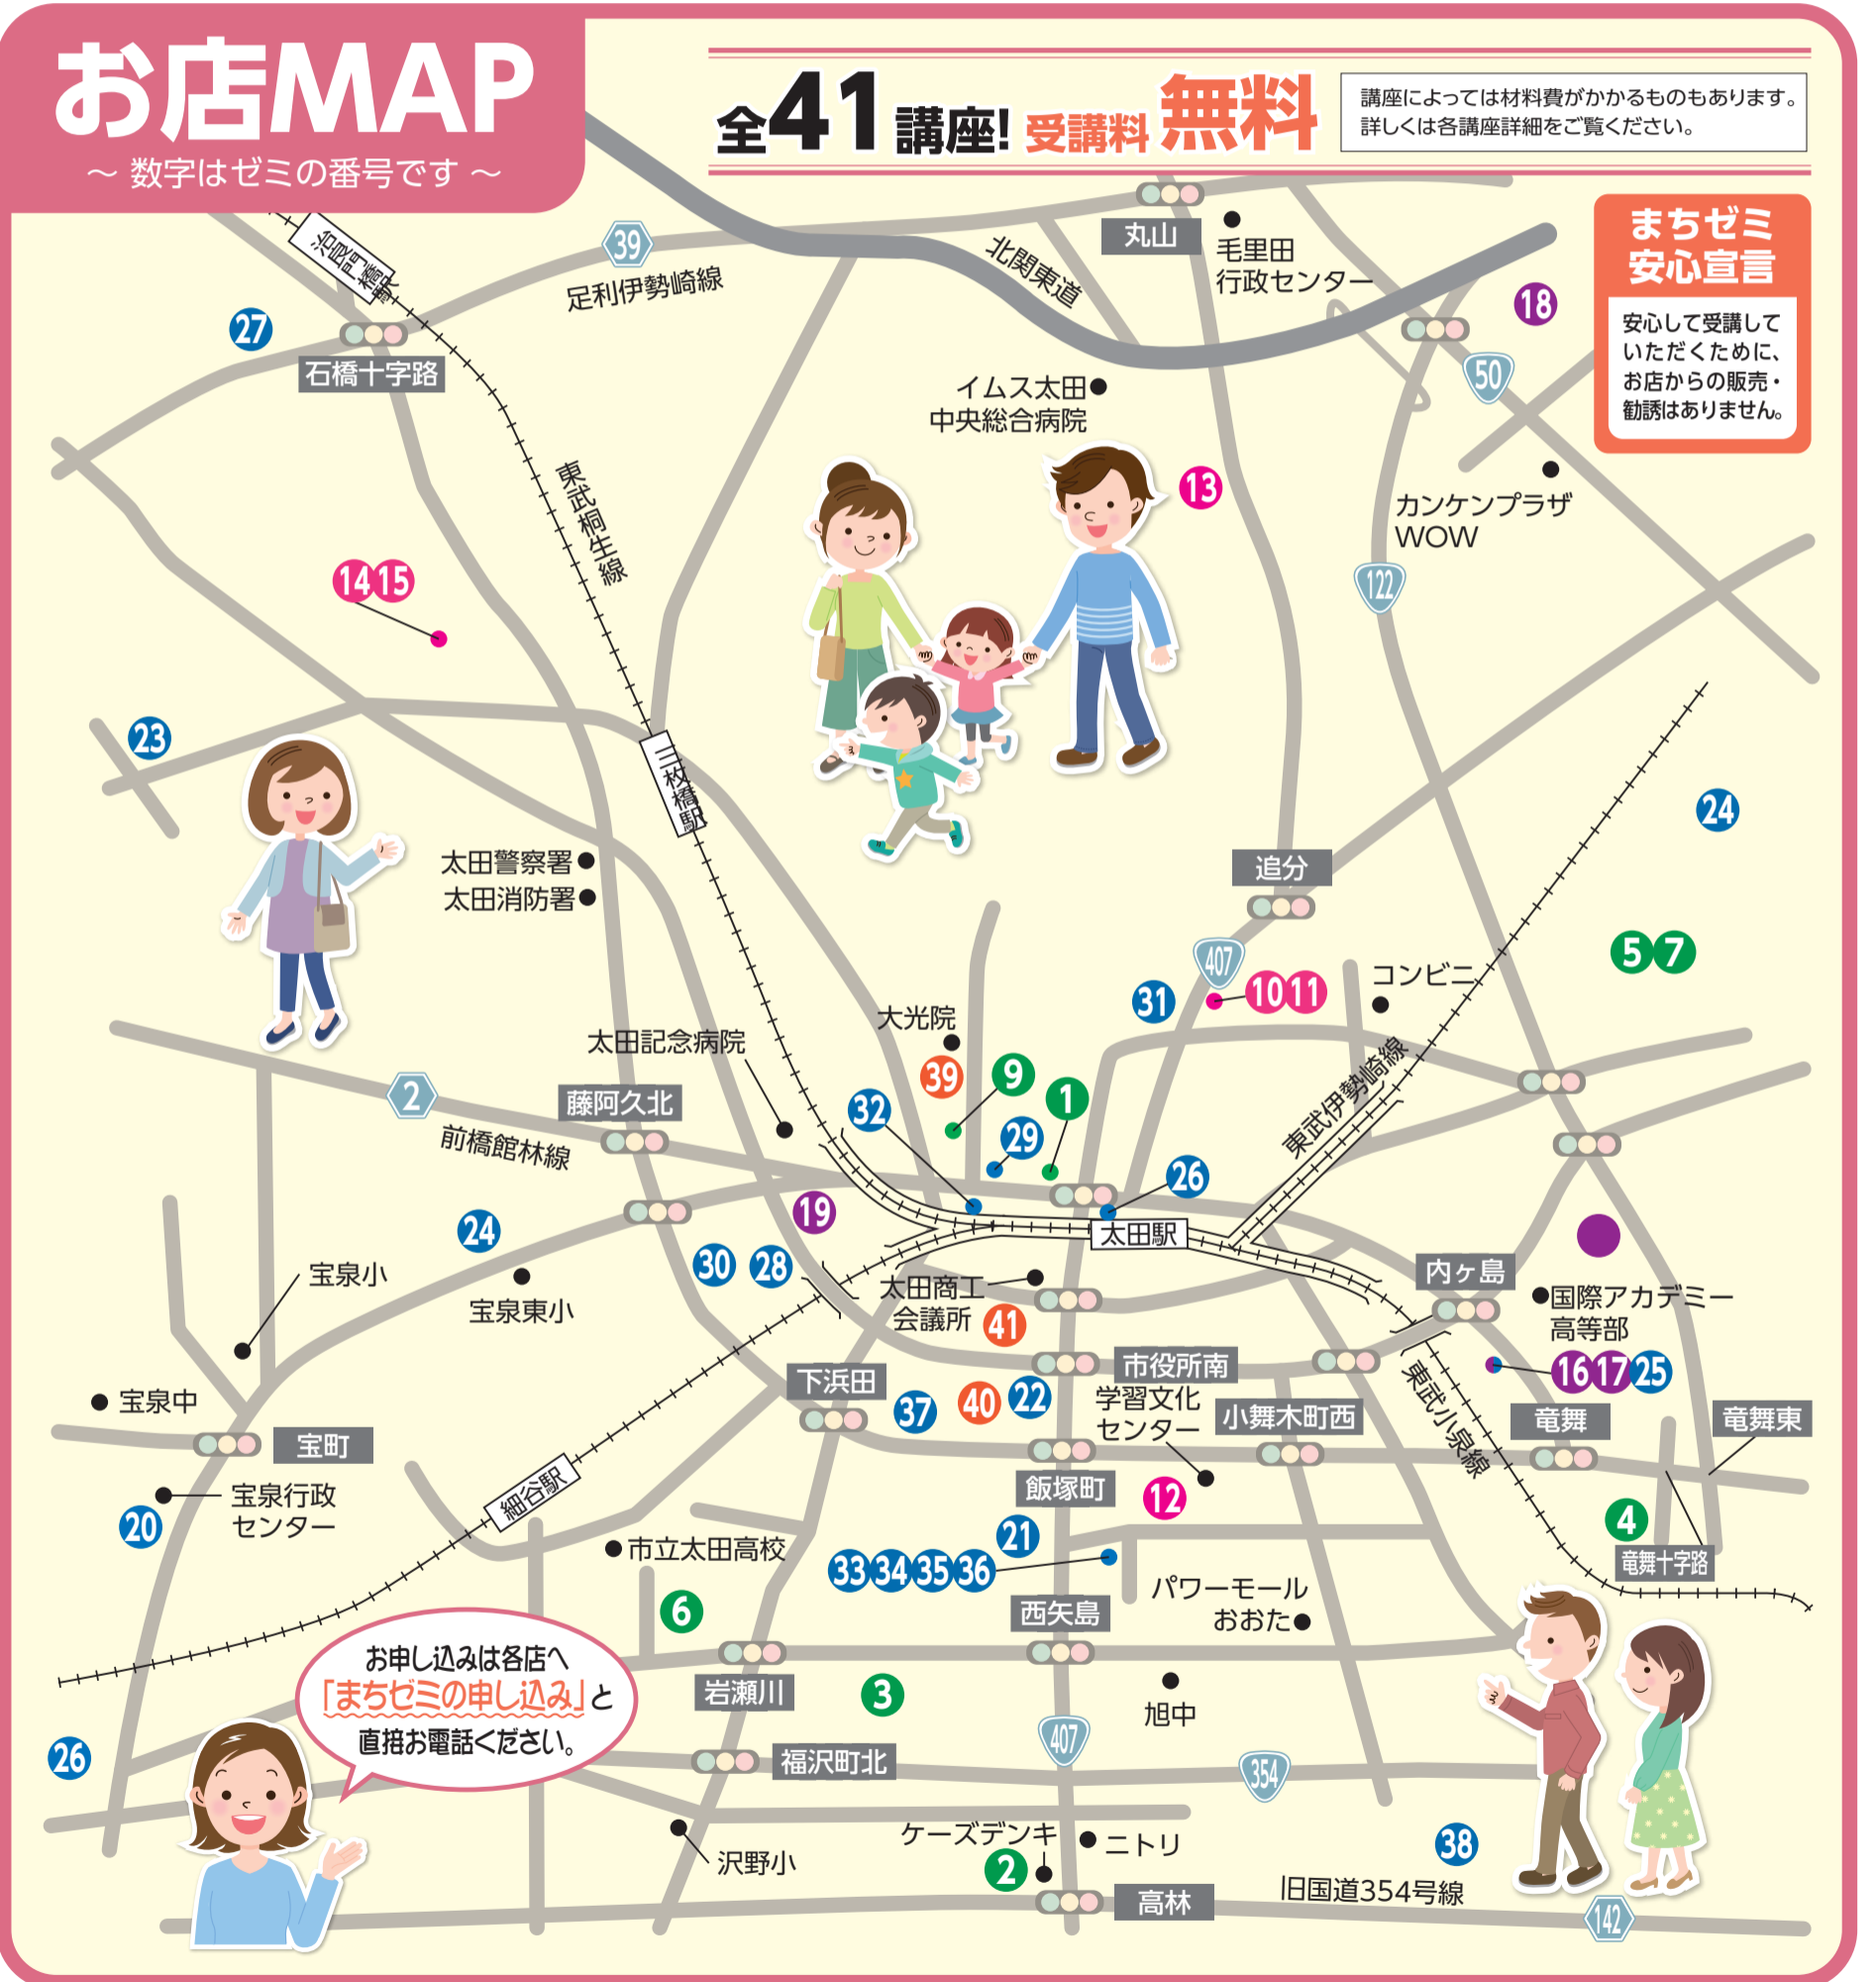 お店MAP
～ 数字はゼミの番号です ～
全41講座! 受講料 無料
講座によっては材料費がかかるものもあります。
詳しくは各講座詳細をご覧ください。
まちゼミ
安心宣言
安心して受講して
いただくために、
お店からの販売・
勧誘はありません。
治良門橋駅
39
足利伊勢崎線
北関東道
丸山
毛里田
行政センター
18
27
石橋十字路
50
イムス太田
中央総合病院
13
カンケンプラザ
WOW
東武桐生線
14 15
122
23
三枚橋駅
24
太田警察署
太田消防署
追分
407
5 7
コンビニ
31
10 11
大光院
太田記念病院
39
9
1
2
前橋館林線
藤阿久北
32
29
東武伊勢崎線
26
19
24
太田駅
30
28
宝泉小
宝泉東小
太田商工
会議所
41
内ヶ島
国際アカデミー
高等部
下浜田
市役所南
16 17 25
宝泉中
37
40
22
学習文化
センター
小舞木町西
東武小泉線
竜舞
竜舞東
宝町
細谷駅
飯塚町
12
宝泉行政
センター
20
4
竜舞十字路
市立太田高校
21
33 34 35 36
6
西矢島
パワーモール
おおた
お申し込みは各店へ
「まちゼミの申し込み」と
直接お電話ください。
岩瀬川
3
旭中
26
福沢町北
407
354
沢野小
ケーズデンキ
ニトリ
2
38
高林
旧国道354号線
142